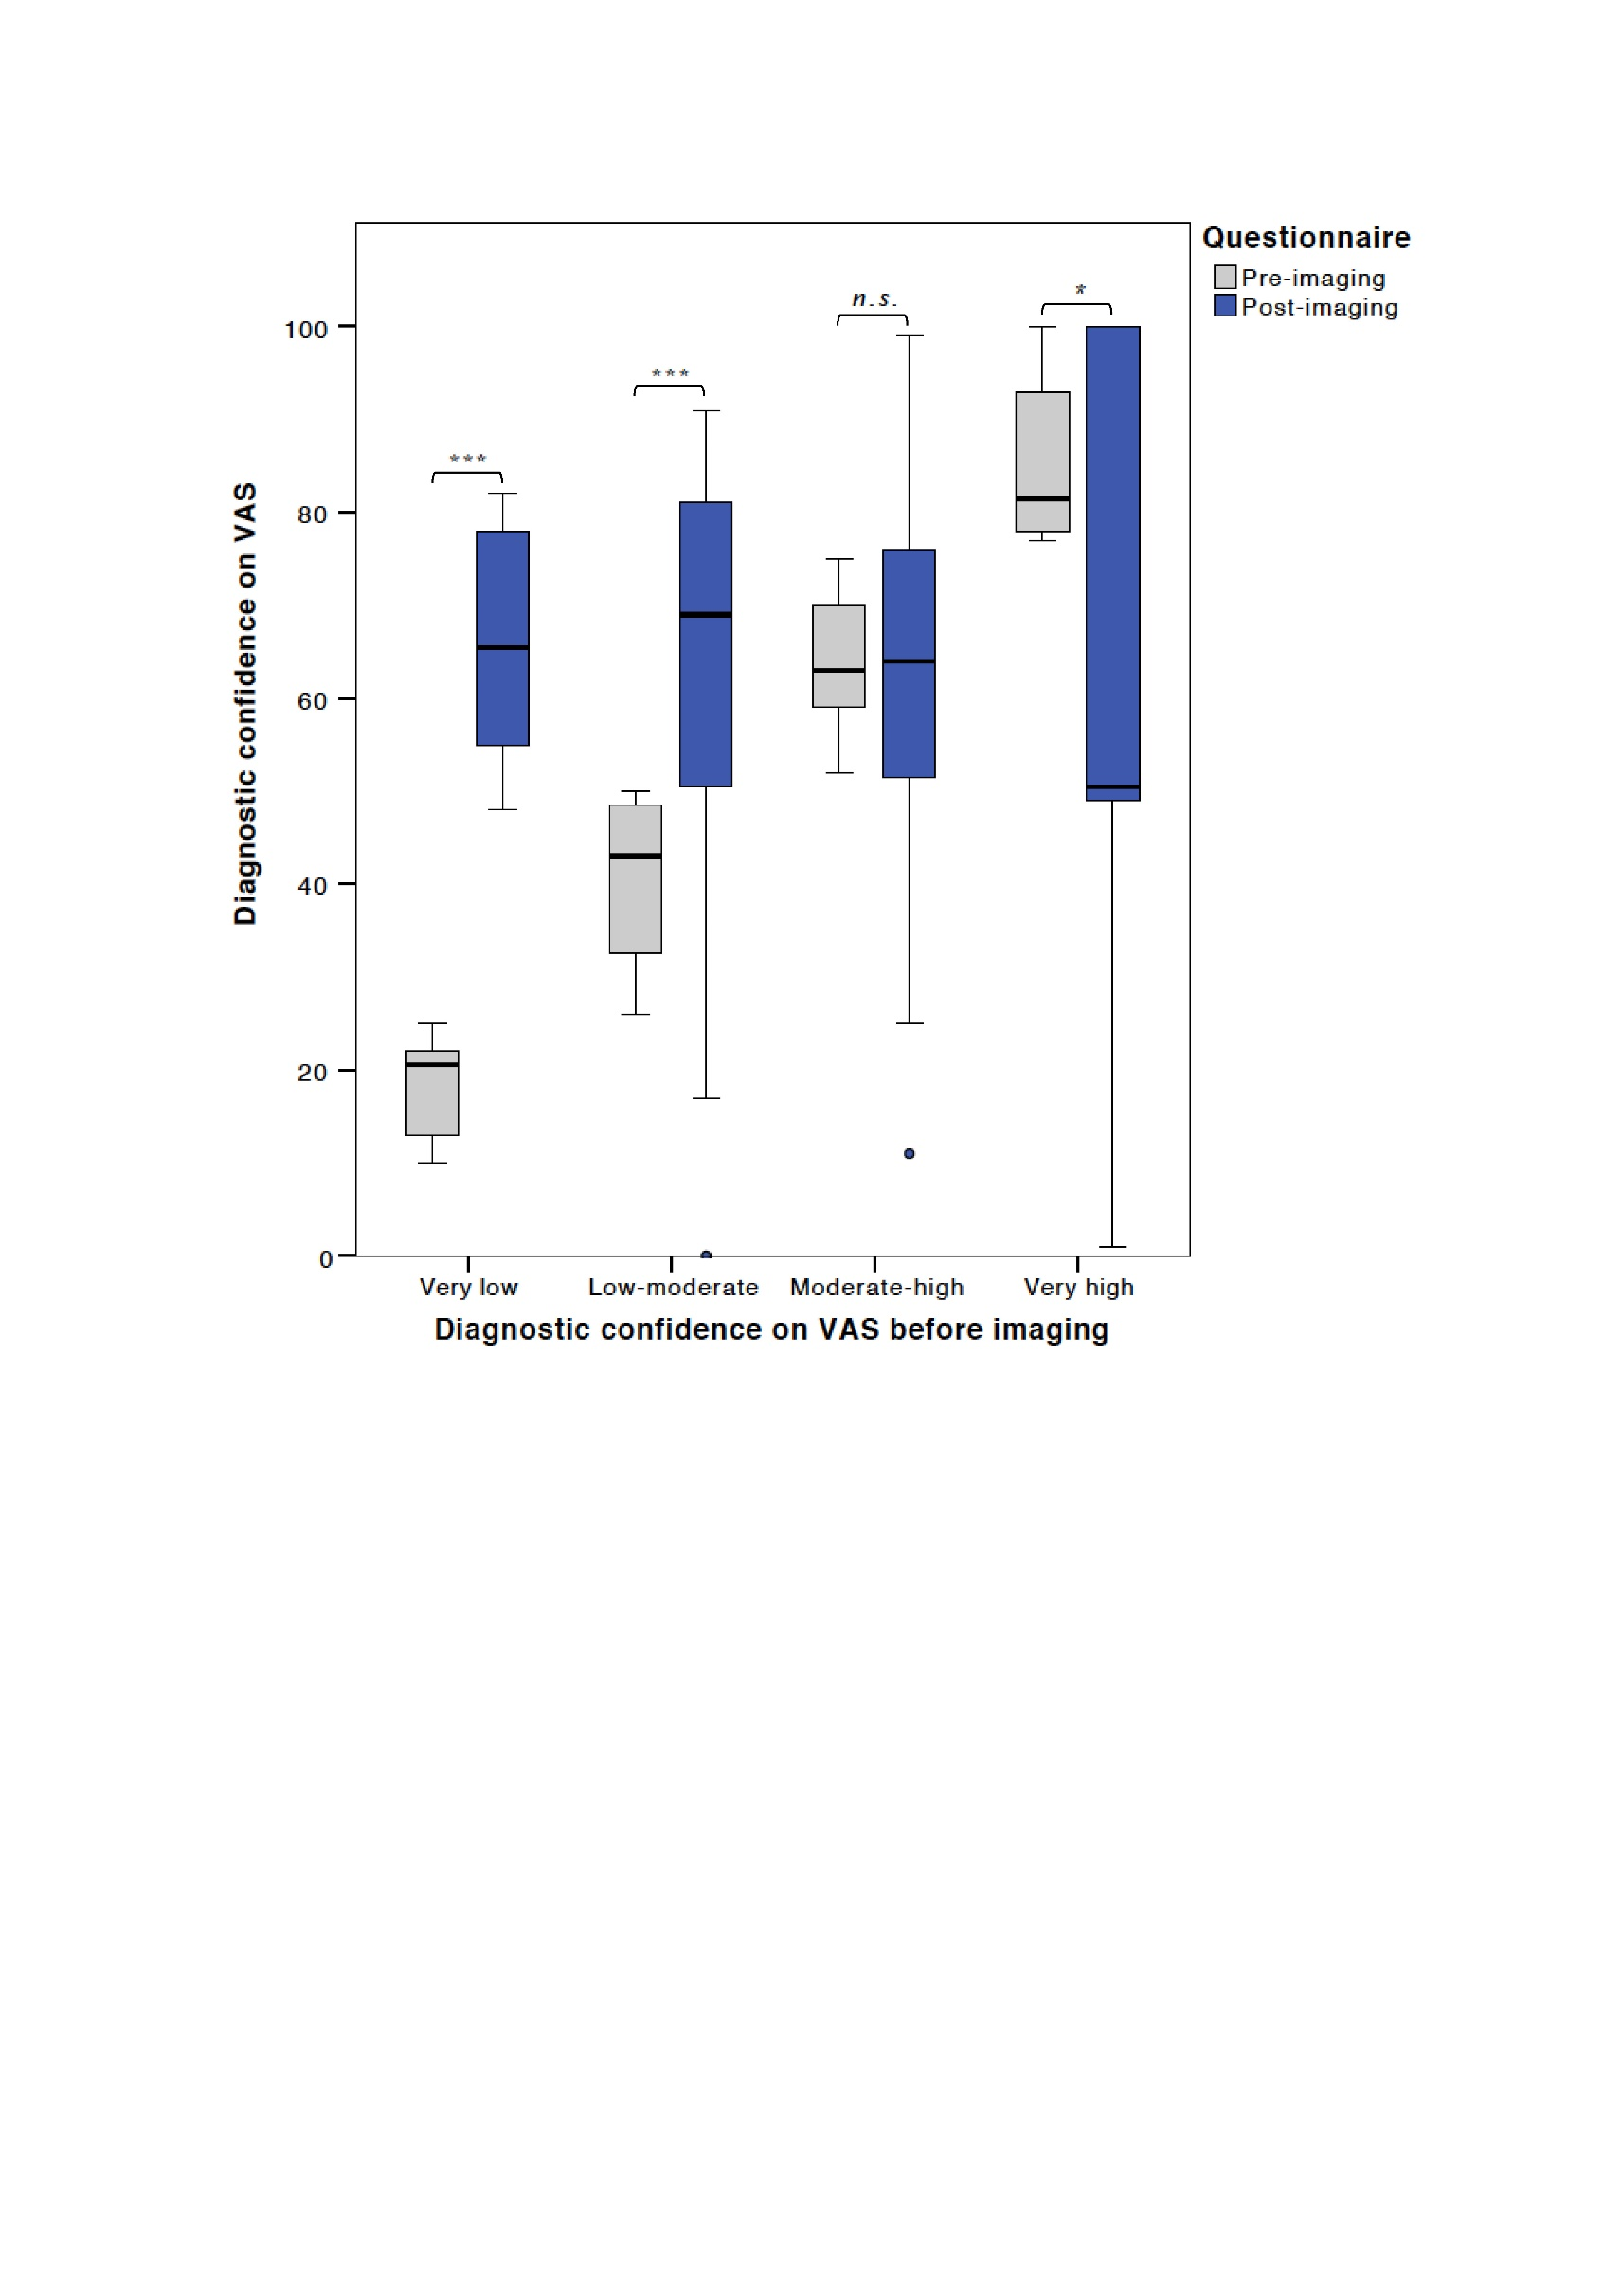 Questionnaire
Pre-imaging
Post-imaging
*
n.s.
***
***
100
80
60
40
20
0
Diagnostic confidence on VAS
Very low Low-moderate Moderate-high Very high
Diagnostic confidence on VAS before imaging